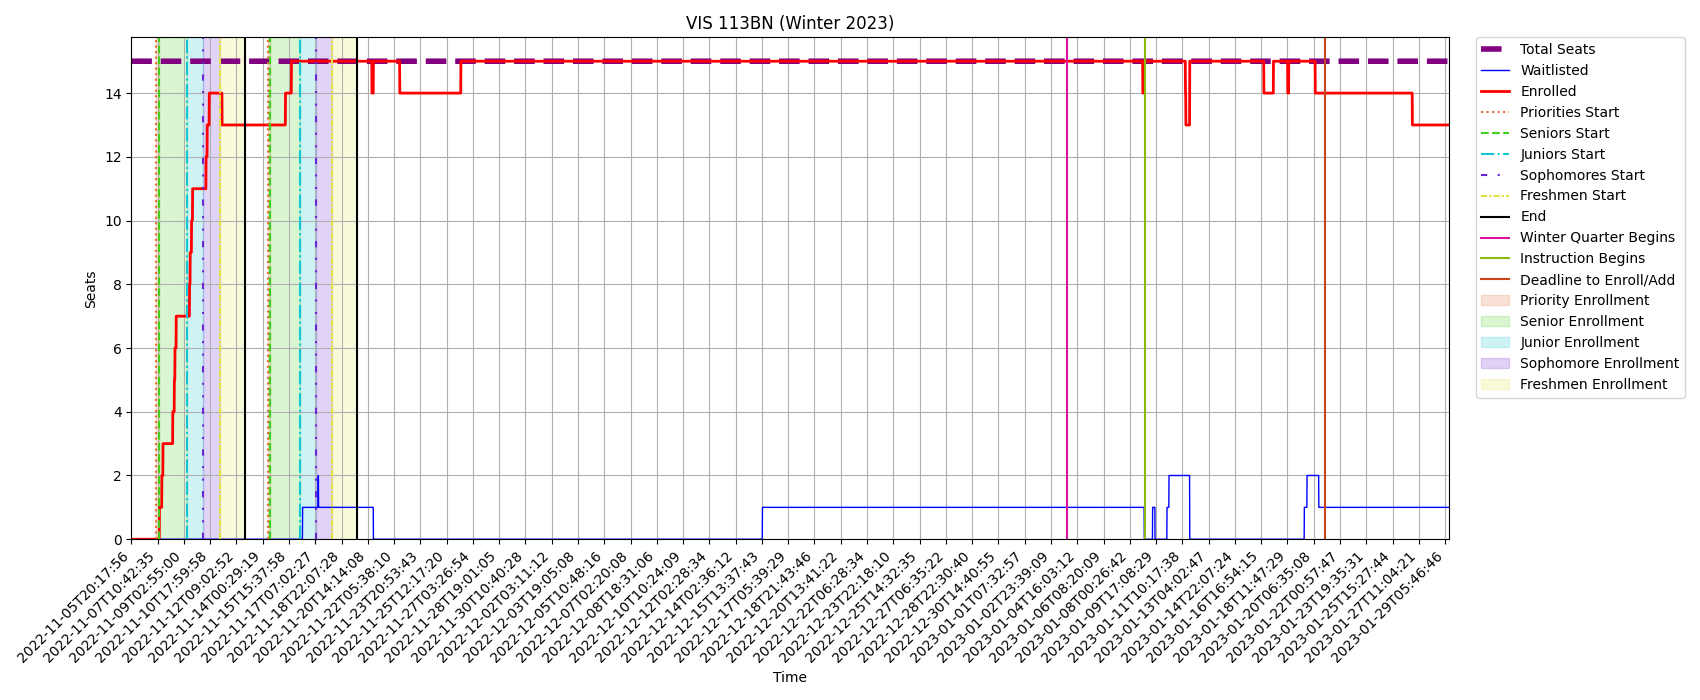 VIS 113BN (Winter 2023)
Seats
14
12
10
8
6
4
2
0
2022-11-05T20:17:56
2022-11-07T10:42:35
2022-11-09T02:55:00
2022-11-10T17:59:58
2022-11-12T09:02:52
2022-11-14T00:29:19
2022-11-15T15:37:50
2022-11-17T07:02:27
2022-11-18T22:07:28
2022-11-20T14:14:08
2022-11-22T05:38:10
2022-11-23T20:53:43
2022-11-25T12:17:20
2022-11-27T03:26:54
2022-11-28T19:01:05
2022-11-30T10:40:28
2022-12-02T03:11:12
2022-12-03T19:05:08
2022-12-05T10:48:16
2022-12-07T02:20:08
2022-12-08T18:31:06
2022-12-10T10:24:09
2022-12-12T02:28:34
2022-12-14T02:36:12
2022-12-15T15:37:43
2022-12-17T05:39:29
2022-12-18T21:43:46
2022-12-20T13:41:22
2022-12-22T06:28:34
2022-12-23T22:18:10
2022-12-25T14:32:35
2022-12-27T06:35:22
2022-12-28T22:30:40
2022-12-30T14:40:55
2023-01-01T07:32:57
2023-01-02T23:39:09
2023-01-04T16:03:12
2023-01-06T08:20:09
2023-01-08T00:26:42
2023-01-09T17:08:29
2023-01-11T10:17:38
2023-01-13T04:02:47
2023-01-14T22:07:24
2023-01-16T16:54:15
2023-01-18T11:47:29
2023-01-20T06:35:08
2023-01-22T00:57:47
2023-01-23T19:35:31
2023-01-25T15:27:44
2023-01-27T11:04:21
2023-01-29T05:46:46
Time
Total Seats
Waitlisted
Enrolled
Priorities Start
Seniors Start
Juniors Start
Sophomores Start
Freshmen Start
End
Winter Quarter Begins
Instruction Begins
Deadline to Enroll/Add
Priority Enrollment
Senior Enrollment
Junior Enrollment
Sophomore Enrollment
Freshmen Enrollment